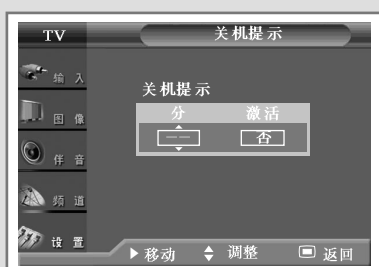 TV
关机提示
输入
图像
伴音
频道
设置
关机提示
分 激活
-- 否
移动 调整 返回